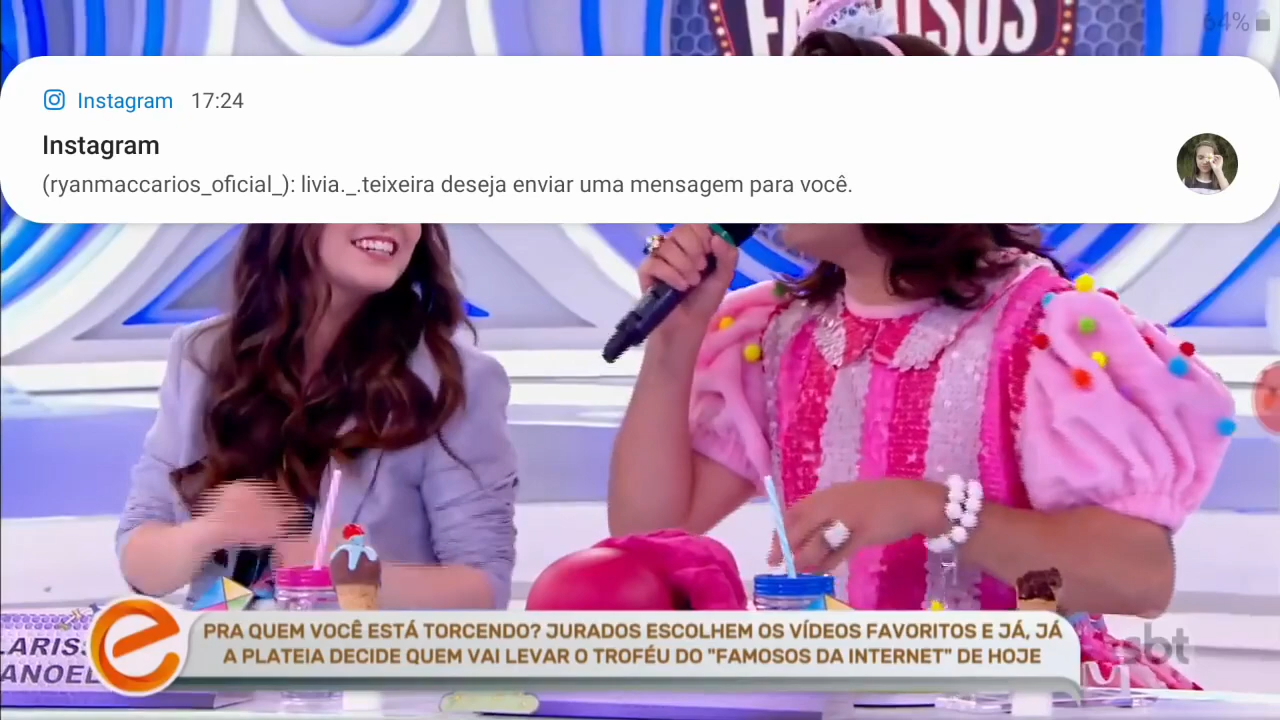 FAMOSOS
64%
Instagram 17:24
Instagram
(ryanmaccarios_oficial_): livia._.teixeira deseja enviar uma mensagem para você.
PRA QUEM VOCÊ ESTÁ TORCENDO? JURADOS ESCOLHEM OS VÍDEOS FAVORITOS E JÁ, JÁ
A PLATEIA DECIDE QUEM VAI LEVAR O TROFÉU DO "FAMOSOS DA INTERNET" DE HOJE
e
sbt